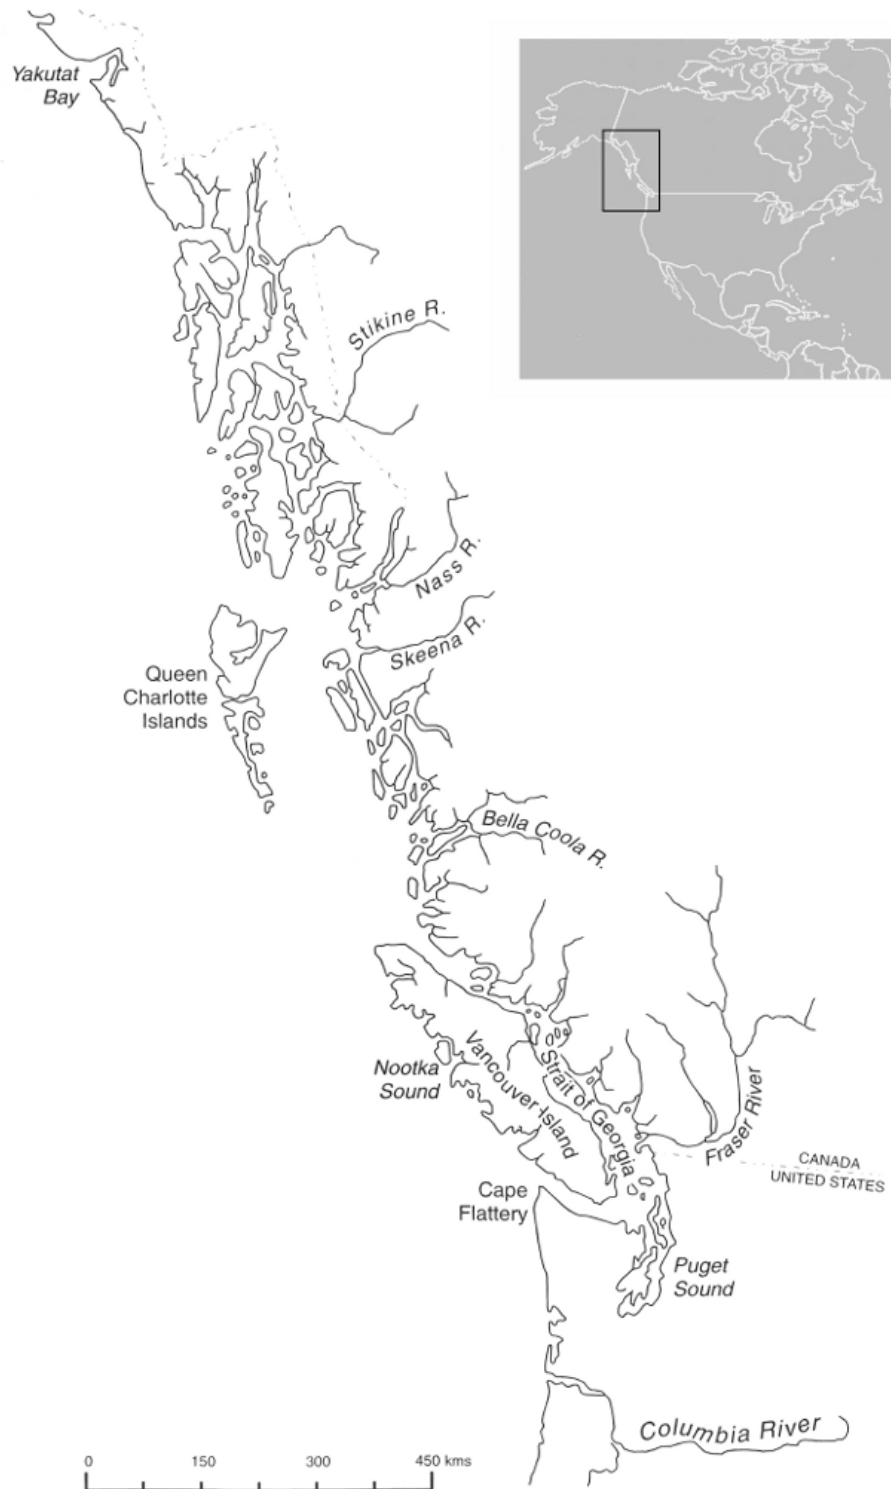 Yakutat
Bay
Stikine R.
Nass R.
Skeena R.
Queen
Charlotte
Islands
Bella Coola R.
Nootka
Sound
Vancouver Island
Strait of Georgia
Fraser River
CANADA
UNITED STATES
Cape
Flattery
Puget
Sound
Columbia River
0 150 300 450 kms